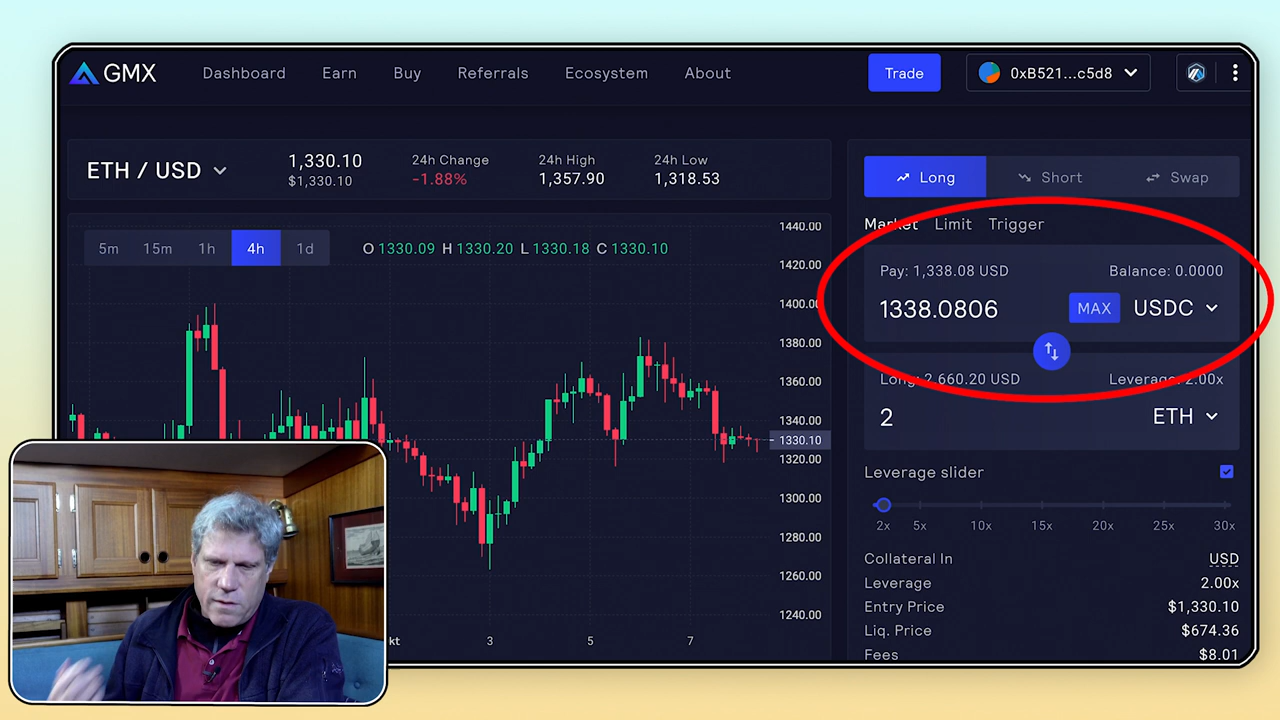 GMX Dashboard Earn Buy Referrals Ecosystem About Trade 0xB521...c5d8
ETH / USD 1,330.10 $1,330.10 24h Change -1.88% 24h High 1,357.90 24h Low 1,318.53
5m 15m 1h 4h 1d O 1330.09 H 1330.20 L 1330.18 C 1330.10
1440.00
1420.00
1400.00
1380.00
1360.00
1340.00
1330.10
1320.00
1300.00
1280.00
1260.00
1240.00
kt 3 5 7
Long Short Swap
Market Limit Trigger
Pay: 1,338.08 USD Balance: 0.0000
1338.0806 MAX USDC
Long: 2,660.20 USD Leverage: 2.00x
2 ETH
Leverage slider
2x 5x 10x 15x 20x 25x 30x
Collateral In USD
Leverage 2.00x
Entry Price $1,330.10
Liq. Price $674.36
Fees $8.01